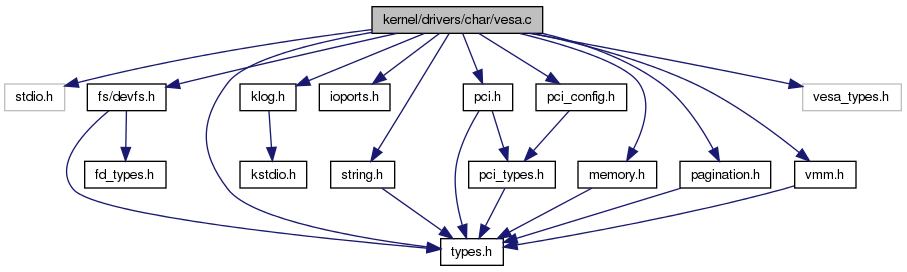 kernel/drivers/char/vesa.c
stdio.h
fs/devfs.h
klog.h
ioports.h
pci.h
pci_config.h
vesa_types.h
fd_types.h
kstdio.h
string.h
pci_types.h
memory.h
pagination.h
vmm.h
types.h